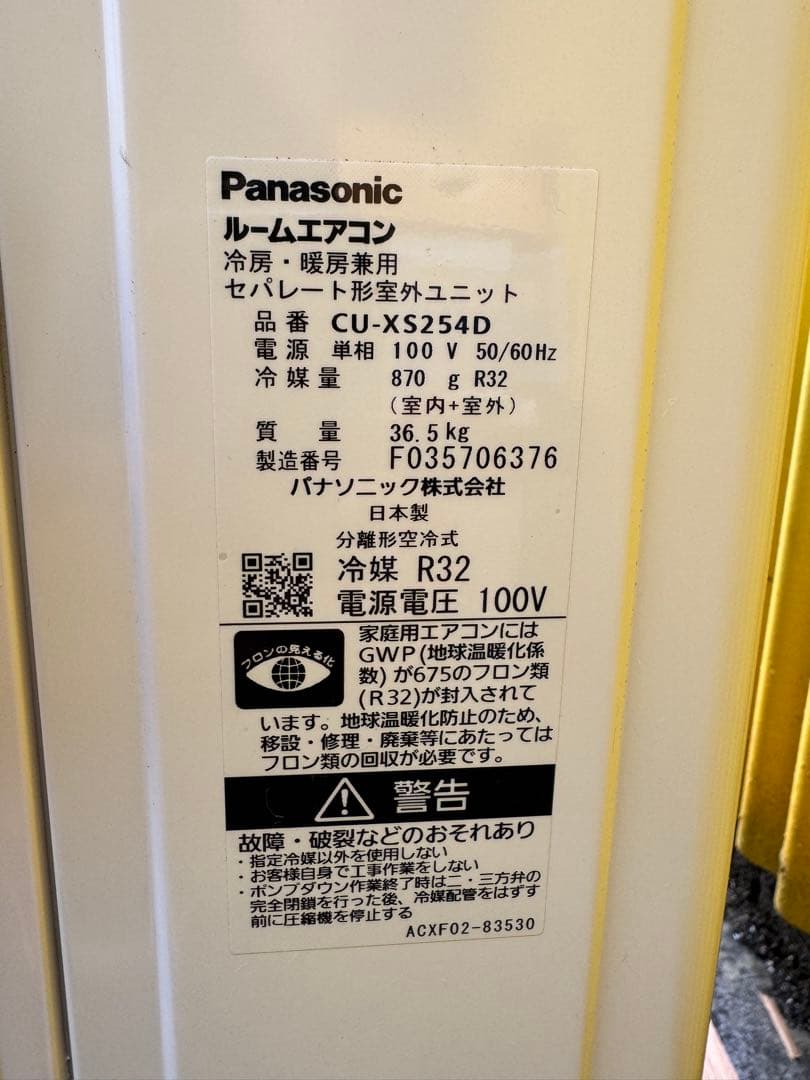 Panasonic
ルームエアコン
冷房・暖房兼用
セパレート形室外ユニット
品番 CU-XS254D
電源 単相 100 V 50/60Hz
冷媒量 870 g R32
(室内+室外)
質量 36.5kg
製造番号 F035706376
パナソニック株式会社
日本製
分離形空冷式
冷媒 R32
電源電圧 100V
フロンの見える化
家庭用エアコンには
GWP(地球温暖化係
数)が675のフロン類
(R32)が封入されて
います。地球温暖化防止のため、
移設・修理・廃棄等にあたっては
フロン類の回収が必要です。
警告
故障・破裂などのおそれあり
・指定冷媒以外を使用しない
・お客様自身で工事作業をしない
・ポンプダウン作業終了時は二・三方弁の
完全閉鎖を行った後、冷媒配管をはずす
前に圧縮機を停止する
ACXF02-83530